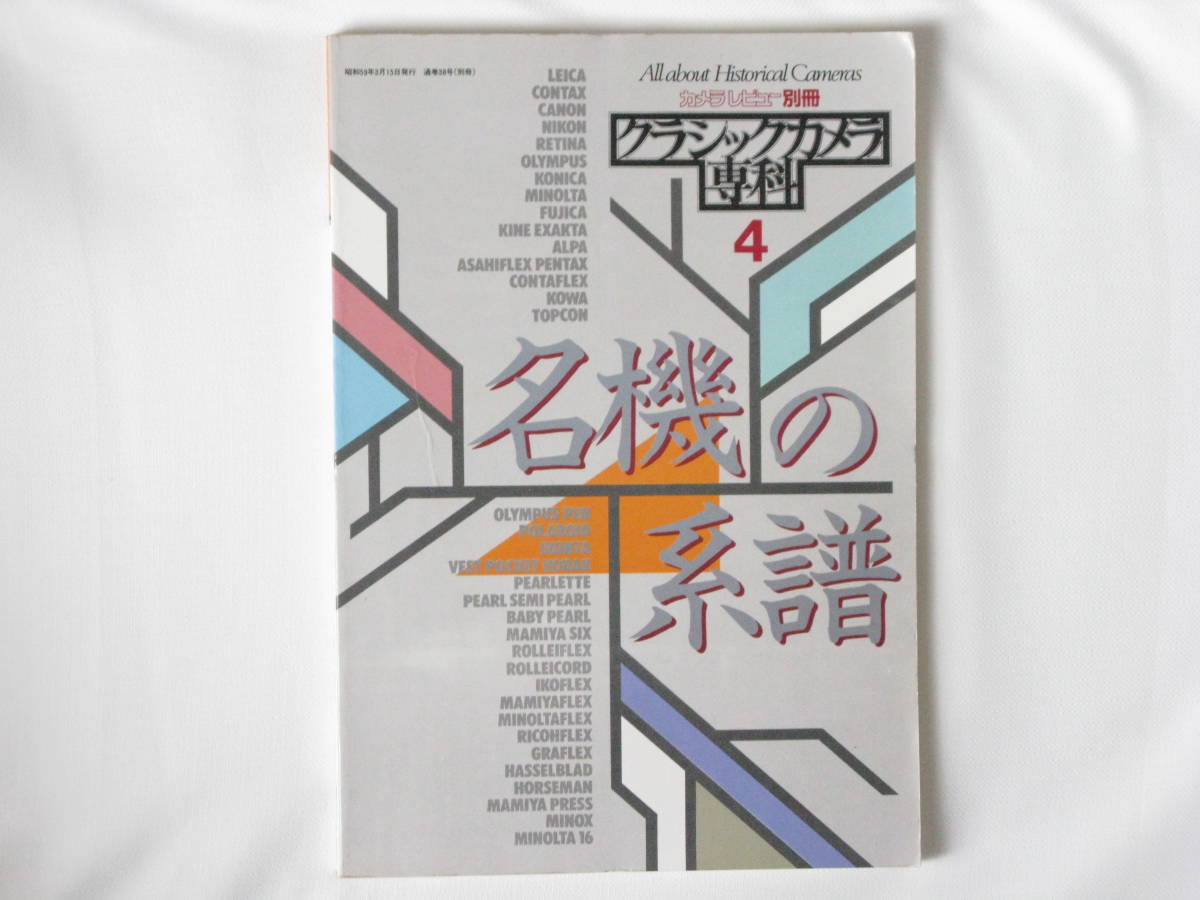 昭和59年3月15日発行 通巻38号(別冊)
All about Historical Cameras
カメラレビュー別冊
クラシックカメラ
専科
4
LEICA
CONTAX
CANON
NIKON
RETINA
OLYMPUS
KONICA
MINOLTA
FUJICA
KINE EXAKTA
ALPA
ASAHIFLEX PENTAX
CONTAFLEX
KOWA
TOPCON
名機の
系譜
OLYMPUS PEN
POLAROID
IKONTA
VEST POCKET KODAK
PEARLETTE
PEARL SEMI PEARL
BABY PEARL
MAMIYA SIX
ROLLEIFLEX
ROLLEICORD
IKOFLEX
MAMIYAFLEX
MINOLTAFLEX
RICOHFLEX
GRAFLEX
HASSELBLAD
HORSEMAN
MAMIYA PRESS
MINOX
MINOLTA 16